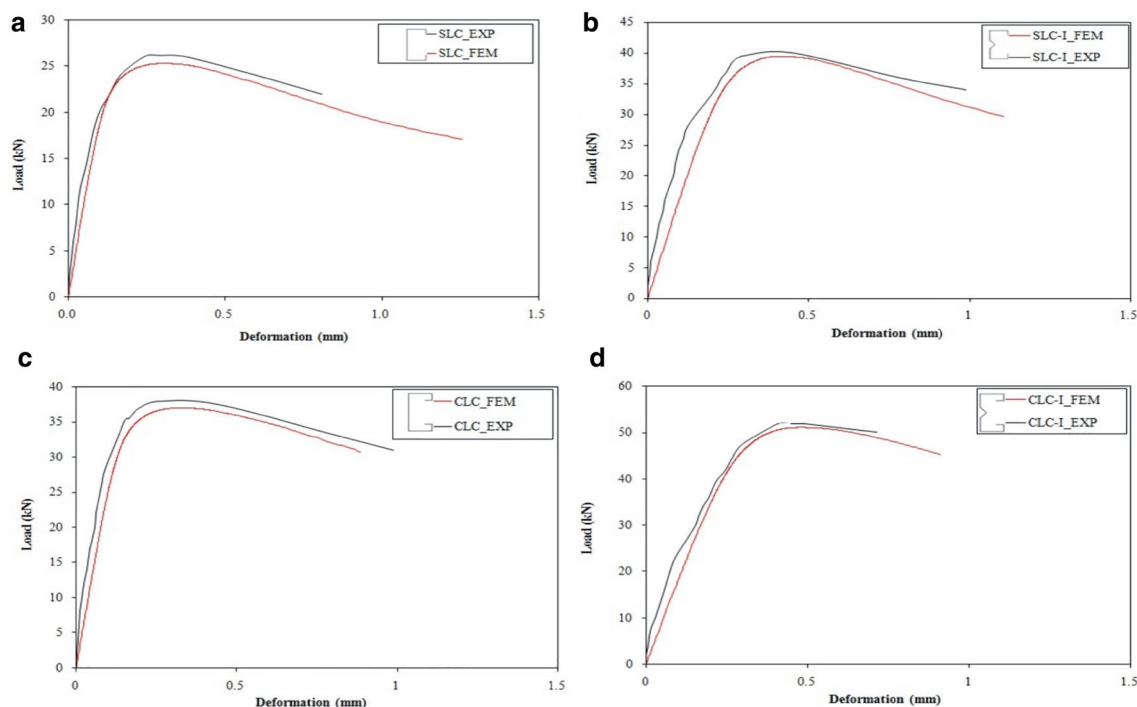 a
30
25
20
15
10
5
0
0.0
0.5
1.0
1.5
Load (kN)
Deformation (mm)
SLC_EXP
SLC_FEM
b
45
40
35
30
25
20
15
10
5
0
0
0.5
1
1.5
Load (kN)
Deformation (mm)
SLC-I_FEM
SLC-I_EXP
c
40
35
30
25
20
15
10
5
0
0
0.5
1
1.5
Load (kN)
Deformation (mm)
CLC_FEM
CLC_EXP
d
60
50
40
30
20
10
0
0
0.5
1
1.5
Load (kN)
Deformation (mm)
CLC-I_FEM
CLC-I_EXP